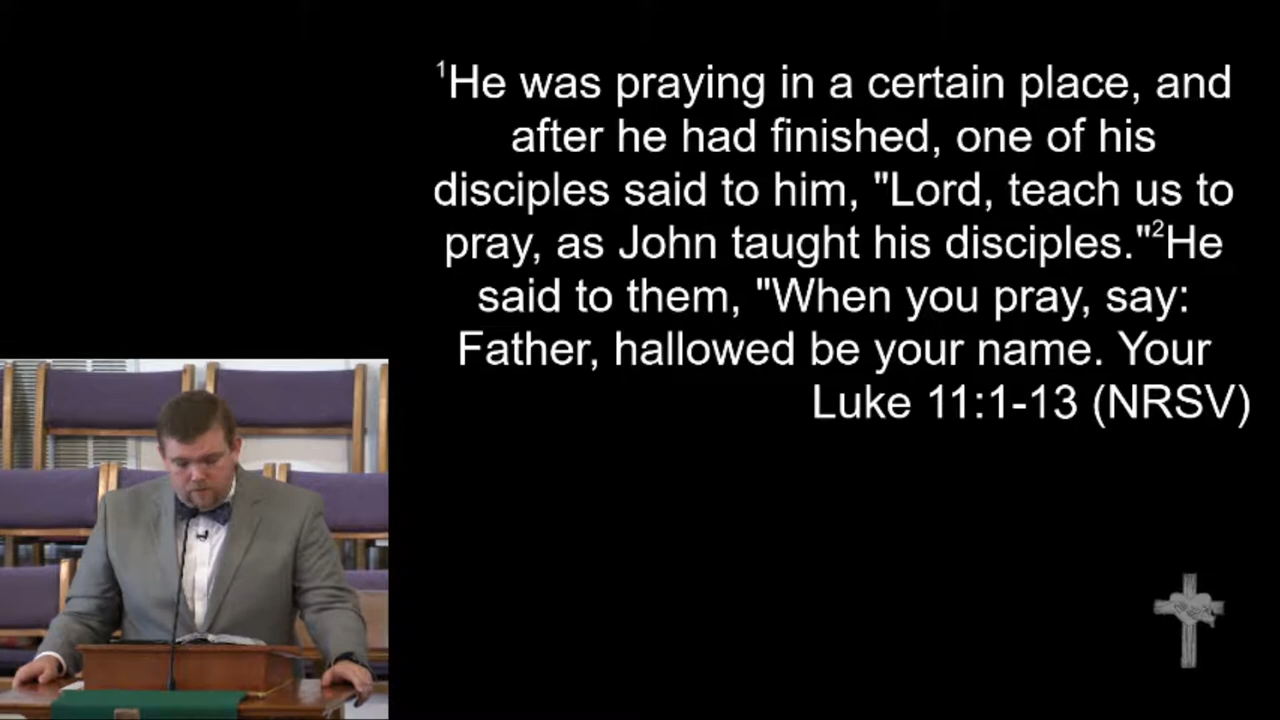 ¹He was praying in a certain place, and
after he had finished, one of his
disciples said to him, "Lord, teach us to
pray, as John taught his disciples."²He
said to them, "When you pray, say:
Father, hallowed be your name. Your
Luke 11:1-13 (NRSV)